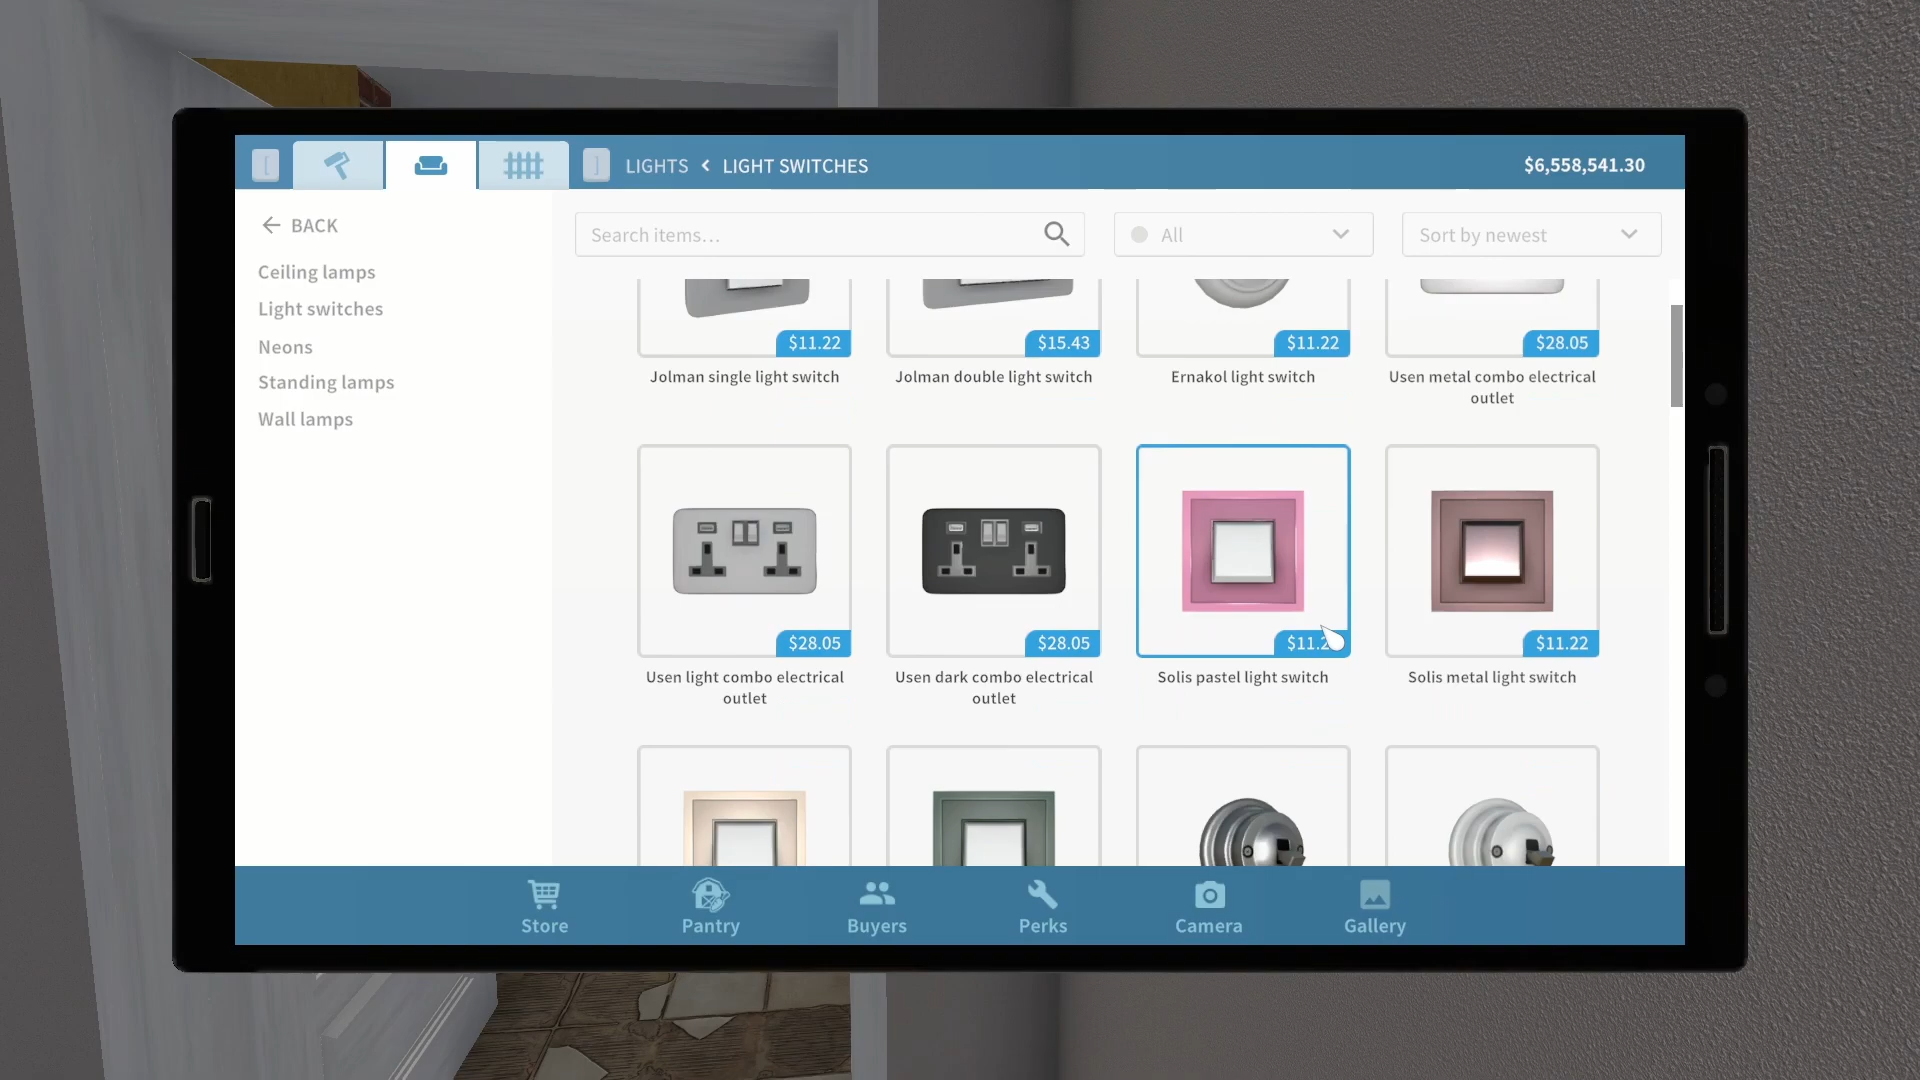 [
]
LIGHTS < LIGHT SWITCHES
$6,558,541.30
BACK
Ceiling lamps
Light switches
Neons
Standing lamps
Wall lamps
Search items...
All
Sort by newest
$11.22
$15.43
$11.22
$28.05
Jolman single light switch
Jolman double light switch
Ernakol light switch
Usen metal combo electrical
outlet
$28.05
$28.05
$11.2
$11.22
Usen light combo electrical
outlet
Usen dark combo electrical
outlet
Solis pastel light switch
Solis metal light switch
Store
Pantry
Buyers
Perks
Camera
Gallery